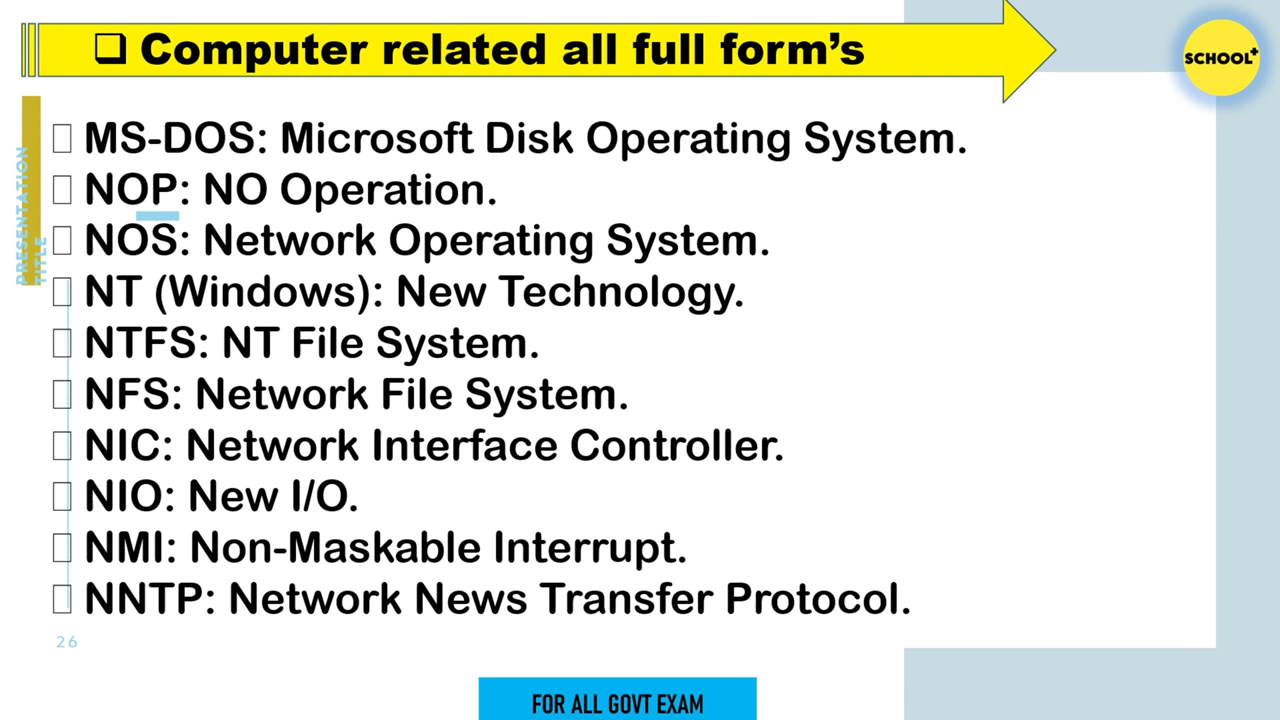 ❑ Computer related all full form’s
SCHOOL+
PRESENTATION
TITLE
MS-DOS: Microsoft Disk Operating System.
NOP: NO Operation.
NOS: Network Operating System.
NT (Windows): New Technology.
NTFS: NT File System.
NFS: Network File System.
NIC: Network Interface Controller.
NIO: New I/O.
NMI: Non-Maskable Interrupt.
NNTP: Network News Transfer Protocol.
26
FOR ALL GOVT EXAM